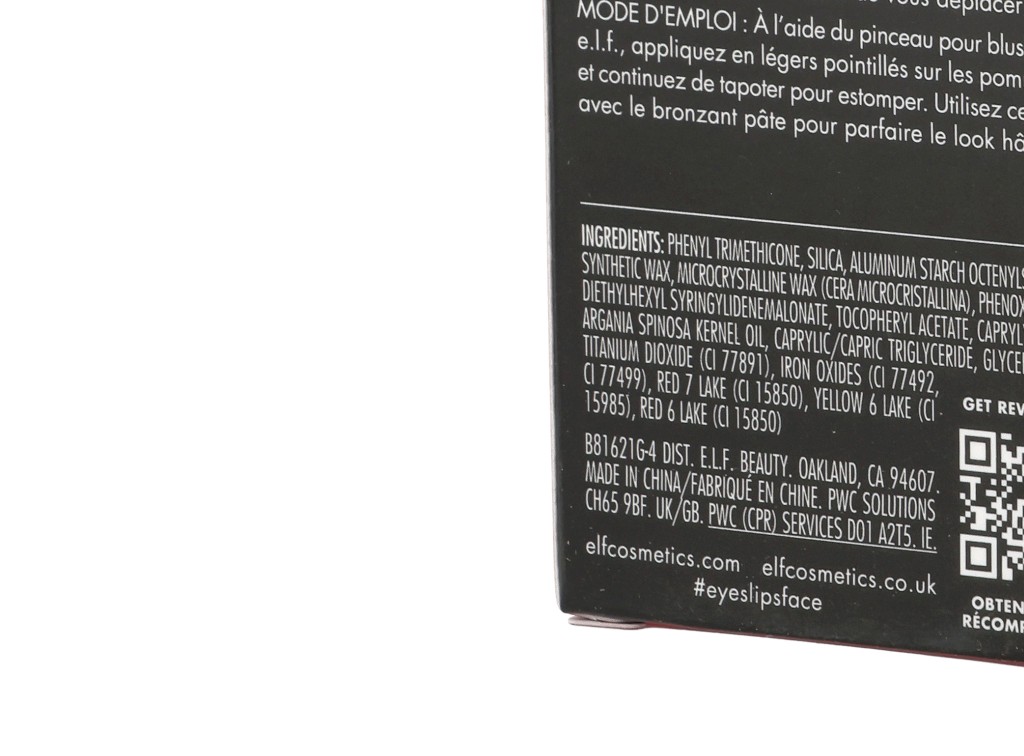 MODE D'EMPLOI : À l'aide du pinceau pour blus
e.l.f., appliquez en légers pointillés sur les pom
et continuez de tapoter pour estomper. Utilisez ce
avec le bronzant pâte pour parfaire le look hâ
INGREDIENTS: PHENYL TRIMETHICONE, SILICA, ALUMINUM STARCH OCTENYLS
SYNTHETIC WAX, MICROCRYSTALLINE WAX (CERA MICROCRISTALLINA), PHENOX
DIETHYLHEXYL SYRINGYLIDENEMALONATE, TOCOPHERYL ACETATE, CAPRYL
ARGANIA SPINOSA KERNEL OIL, CAPRYLIC/CAPRIC TRIGLYCERIDE, GLYCER
TITANIUM DIOXIDE (CI 77891), IRON OXIDES (CI 77492,
CI 77499), RED 7 LAKE (CI 15850), YELLOW 6 LAKE (CI
15985), RED 6 LAKE (CI 15850)
B81621G-4 DIST. E.L.F. BEAUTY. OAKLAND, CA 94607.
MADE IN CHINA/FABRIQUÉ EN CHINE. PWC SOLUTIONS
CH65 9BF. UK/GB. PWC (CPR) SERVICES D01 A2T5. IE.
elfcosmetics.com elfcosmetics.co.uk
#eyeslipsface
GET REV
OBTEN
RÉCOMP